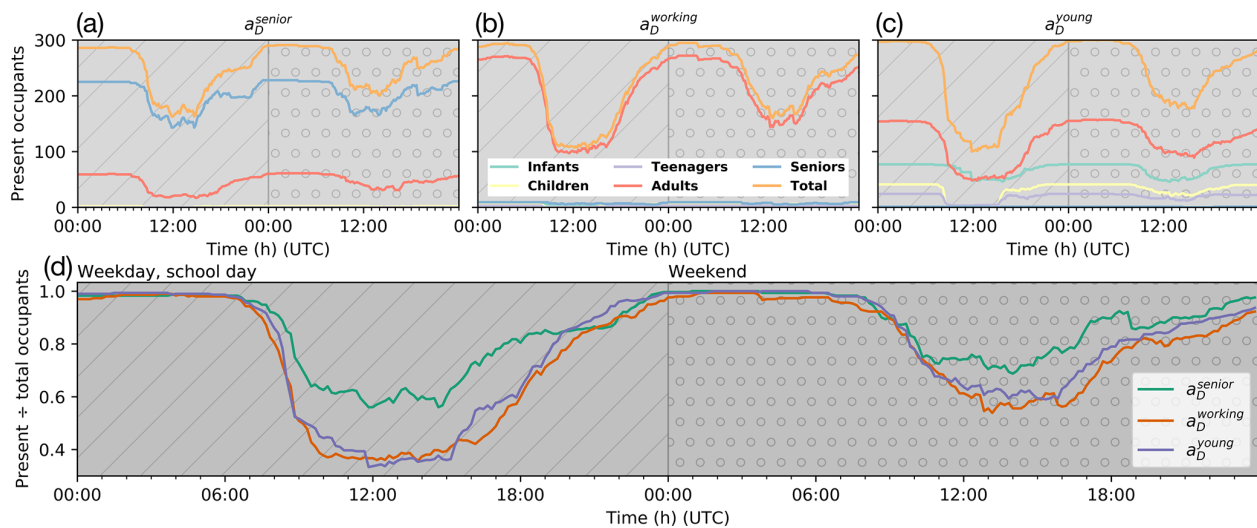 (a)
a_D^senior
(b)
a_D^working
(c)
a_D^young
300
200
100
0
Present occupants
00:00 12:00 00:00 12:00
Time (h) (UTC)
00:00 12:00 00:00 12:00
Time (h) (UTC)
00:00 12:00 00:00 12:00
Time (h) (UTC)
Infants Teenagers Seniors
Children Adults Total
(d)
Weekday, school day
Weekend
1.0
0.8
0.6
0.4
Present ÷ total occupants
a_D^senior
a_D^working
a_D^young
00:00 06:00 12:00 18:00 00:00 06:00 12:00 18:00
Time (h) (UTC)